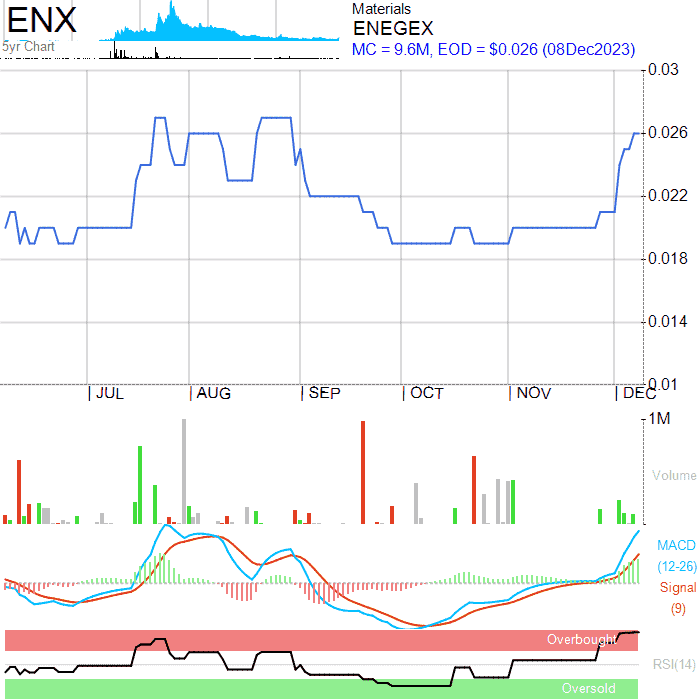 ENX
5yr Chart
Materials
ENEGEX
MC = 9.6M, EOD = $0.026 (08Dec2023)
0.03
0.026
0.022
0.018
0.014
0.01
JUL AUG SEP OCT NOV DEC
1M
Volume
MACD
(12-26)
Signal
(9)
Overbought
RSI(14)
Oversold